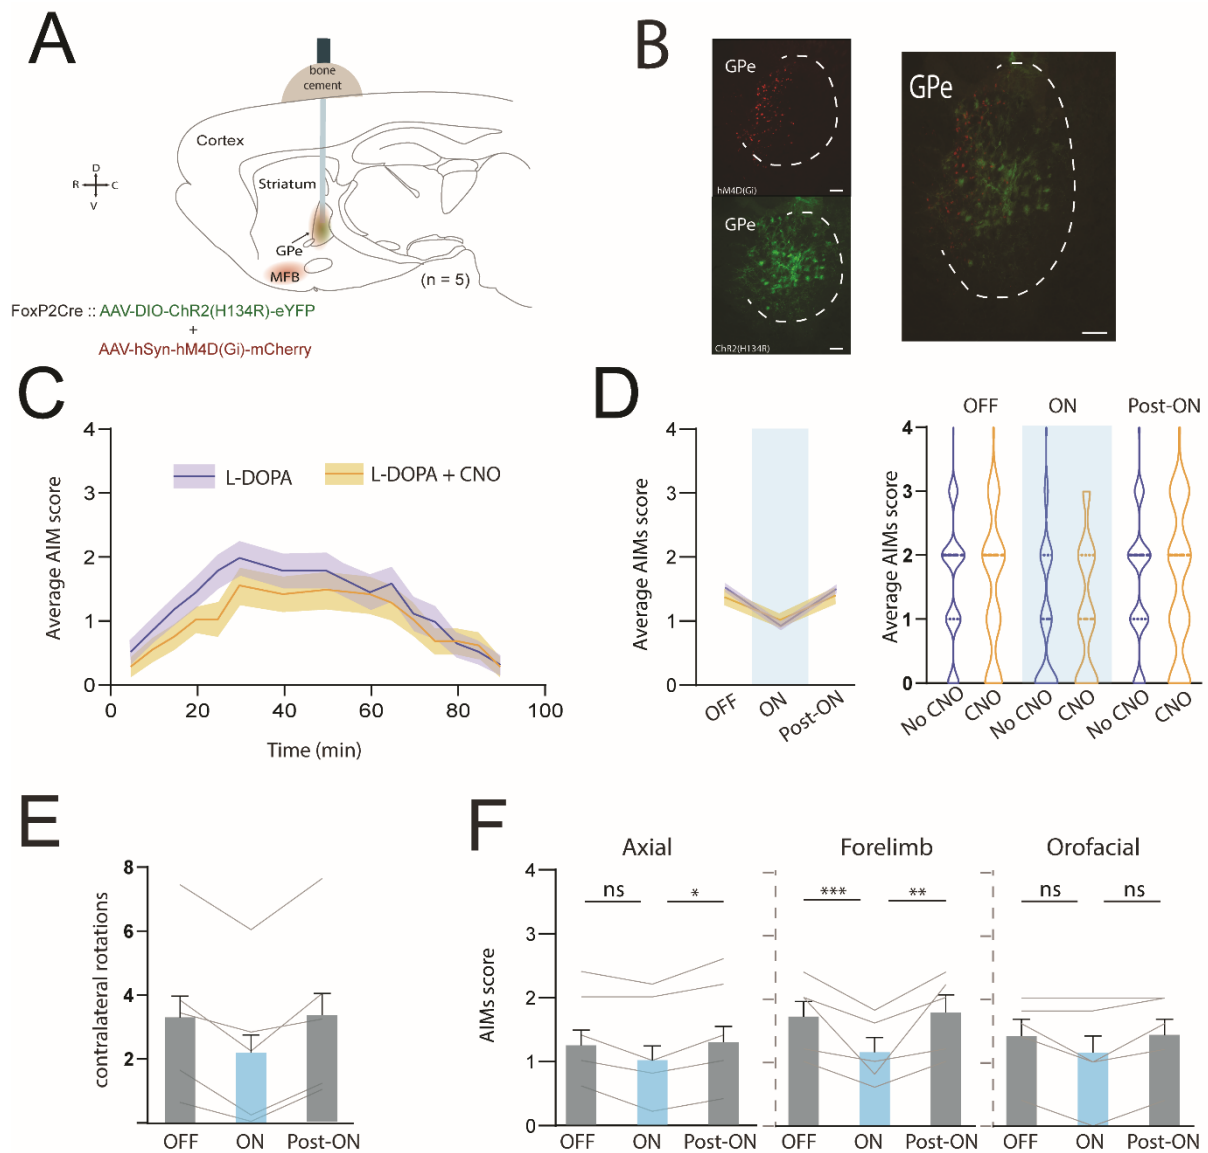 A
bone
cement
Cortex
D
R
C
V
Striatum
GPe
MFB
(n = 5)
FoxP2Cre :: AAV-DIO-ChR2(H134R)-eYFP
+
AAV-hSyn-hM4D(Gi)-mCherry
B
GPe
hM4D(Gi)
GPe
ChR2(H134R)
GPe
C
Average AIM score
4
3
2
1
0
L-DOPA
L-DOPA + CNO
0
20
40
60
80
100
Time (min)
D
Average AIMs score
4
3
2
1
0
OFF
ON
Post-ON
OFF
ON
Post-ON
Average AIMs score
4
3
2
1
0
No CNO
CNO
No CNO
CNO
No CNO
CNO
E
contralateral rotations
8
6
4
2
OFF
ON
Post-ON
F
Axial
Forelimb
Orofacial
AIMs score
4
3
2
1
0
ns
*
***
**
ns
ns
OFF
ON
Post-ON
OFF
ON
Post-ON
OFF
ON
Post-ON